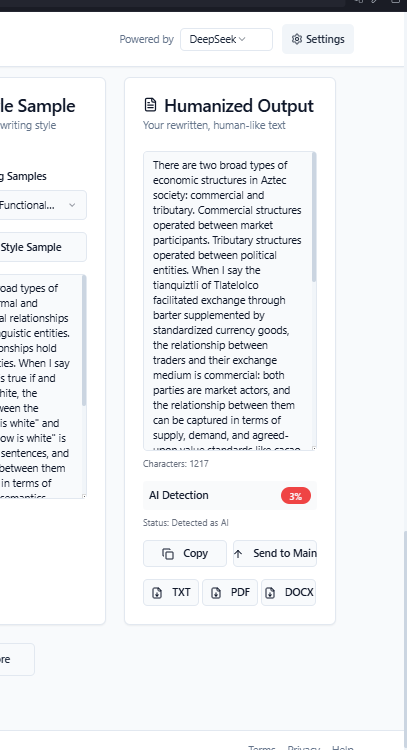 Powered by
DeepSeek
Settings
le Sample
writing style
g Samples
Functional...
Style Sample
oad types of
rmal and
al relationships
guistic entities.
onships hold
ies. When I say
s true if and
hite, the
ween the
is white" and
ow is white" is
sentences, and
between them
in terms of
semantics
Humanized Output
Your rewritten, human-like text
There are two broad types of
economic structures in Aztec
society: commercial and
tributary. Commercial structures
operated between market
participants. Tributary structures
operated between political
entities. When I say the
tianquiztli of Tlatelolco
facilitated exchange through
barter supplemented by
standardized currency goods,
the relationship between
traders and their exchange
medium is commercial: both
parties are market actors, and
the relationship between them
can be captured in terms of
supply, demand, and agreed-
upon value standards like cacao
Characters: 1217
AI Detection
3%
Status: Detected as AI
Copy
Send to Main
TXT
PDF
DOCX
re
Terms
Privacy
Help